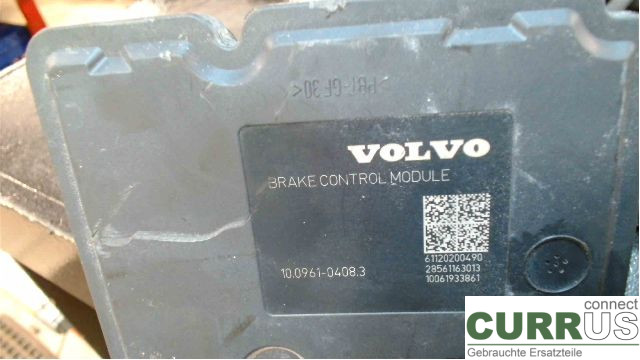 >PBT-GF30<
VOLVO
BRAKE CONTROL MODULE
61120200490
28561163013
10061933861
10.0961-0408.3
connect
CURRUS
Gebrauchte Ersatzteile